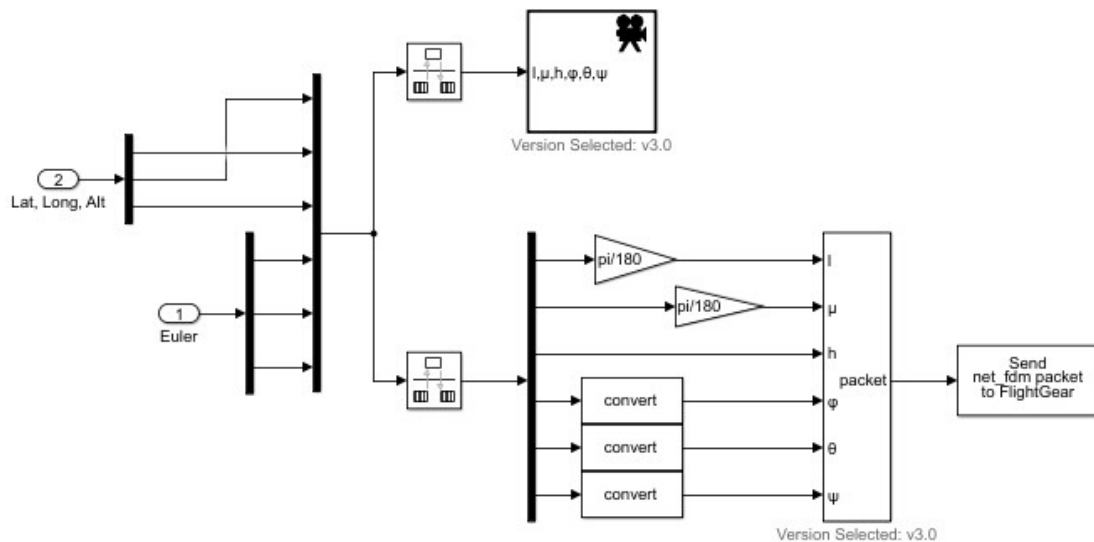 l,μ,h,φ,θ,ψ
Version Selected: v3.0
2
Lat, Long, Alt
1
Euler
pi/180
pi/180
convert
convert
convert
l
μ
h
packet
φ
θ
ψ
Version Selected: v3.0
Send
net_fdm packet
to FlightGear